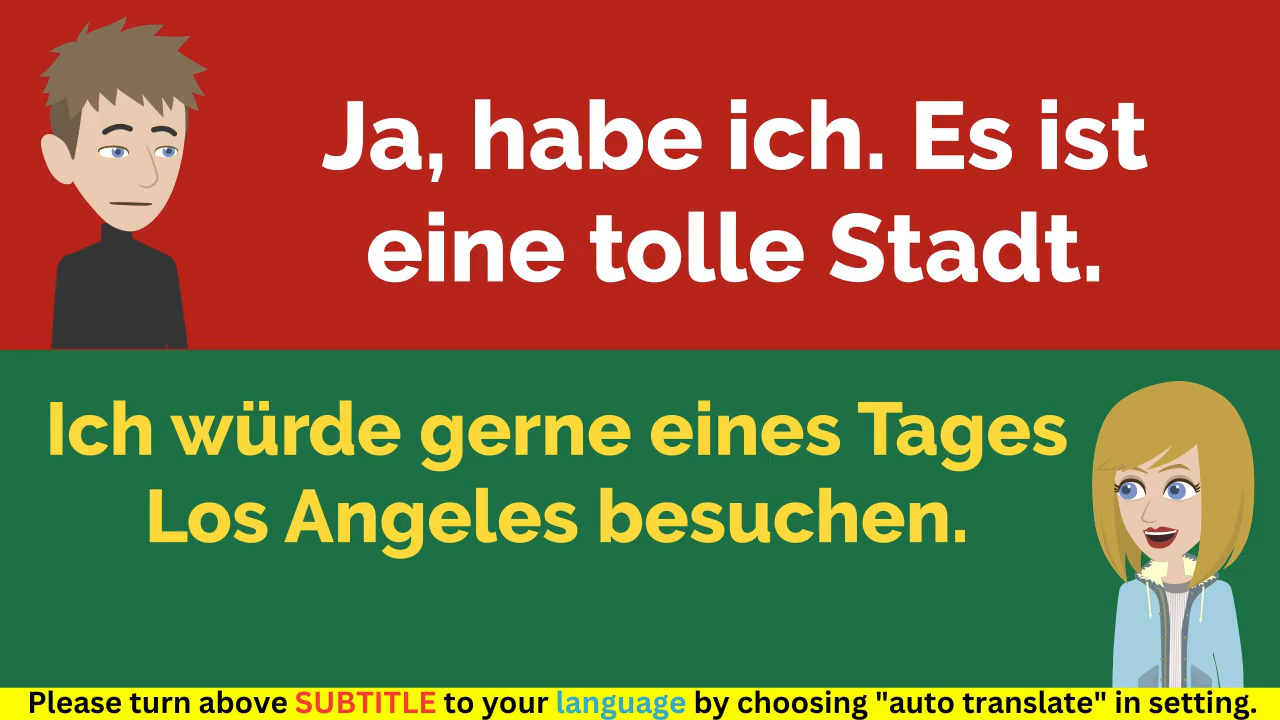 Ja, habe ich. Es ist
eine tolle Stadt.
Ich würde gerne eines Tages
Los Angeles besuchen.
Please turn above SUBTITLE to your language by choosing "auto translate" in setting.